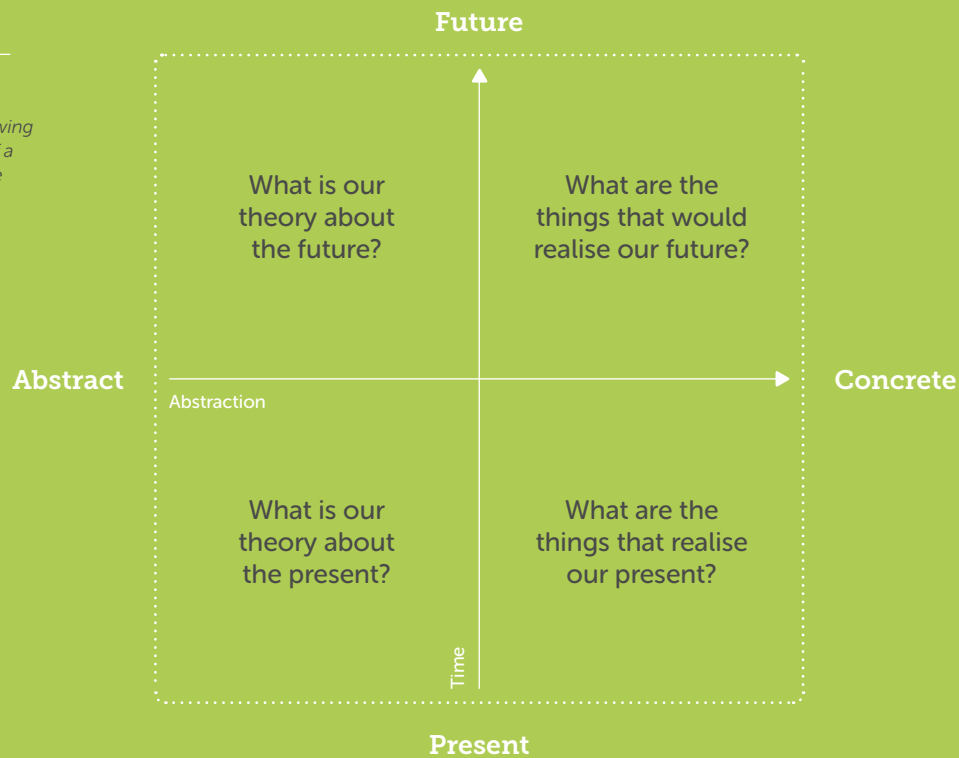 Future
wing
a
What is our
theory about
the future?
What are the
things that would
realise our future?
Abstract
Abstraction
Concrete
What is our
theory about
the present?
What are the
things that realise
our present?
Time
Present